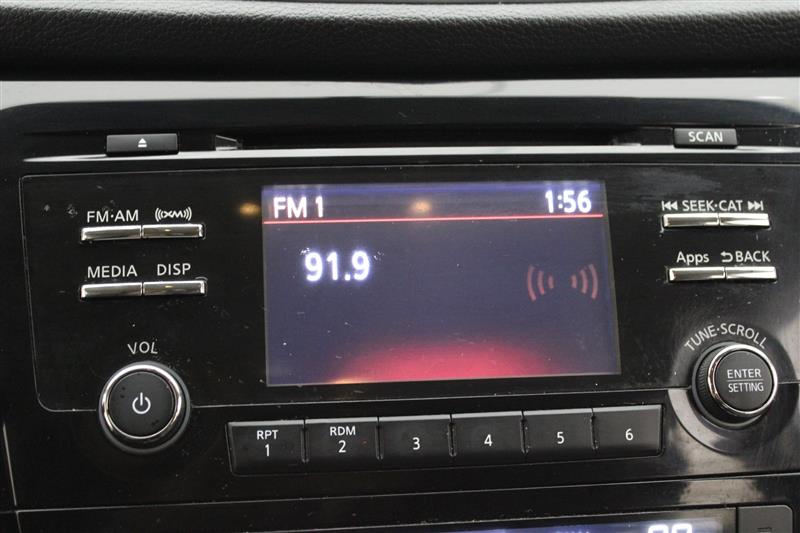 SCAN
FM·AM XM
SEEK·CAT
FM 1 1:56
91.9
MEDIA DISP
Apps BACK
VOL
TUNE·SCROLL
ENTER
SETTING
RPT
1
RDM
2
3
4
5
6